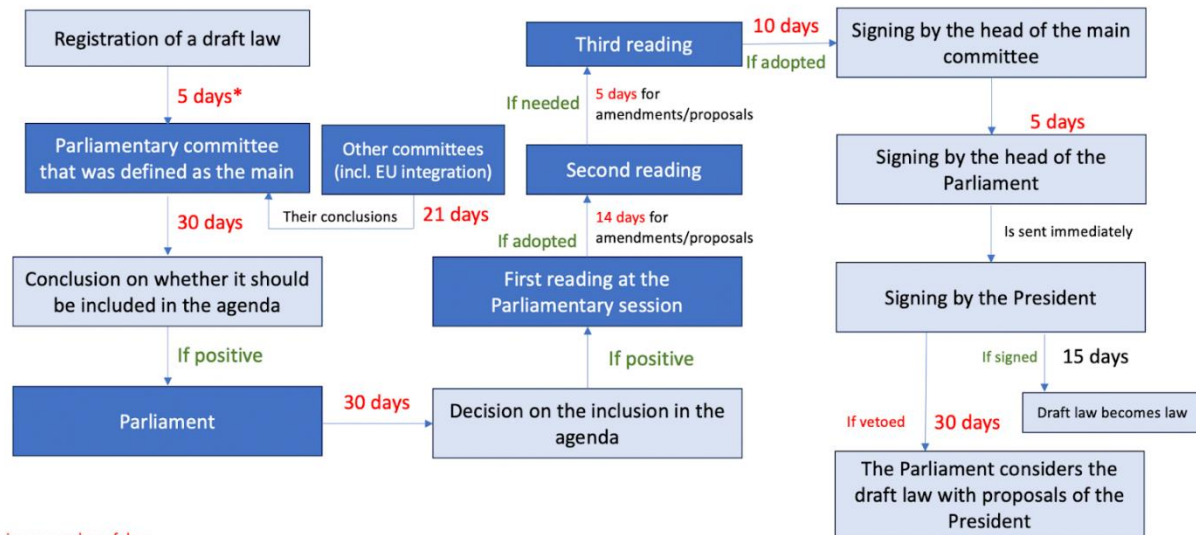 Registration of a draft law
5 days*
Parliamentary committee
that was defined as the main
Other committees
(incl. EU integration)
Their conclusions
21 days
30 days
Conclusion on whether it should
be included in the agenda
If positive
Parliament
30 days
Decision on the inclusion in the
agenda
If positive
First reading at the
Parliamentary session
If adopted
14 days for
amendments/proposals
Second reading
If needed
5 days for
amendments/proposals
Third reading
10 days
If adopted
Signing by the head of the main
committee
5 days
Signing by the head of the
Parliament
Is sent immediately
Signing by the President
If signed
15 days
Draft law becomes law
If vetoed
30 days
The Parliament considers the
draft law with proposals of the
President